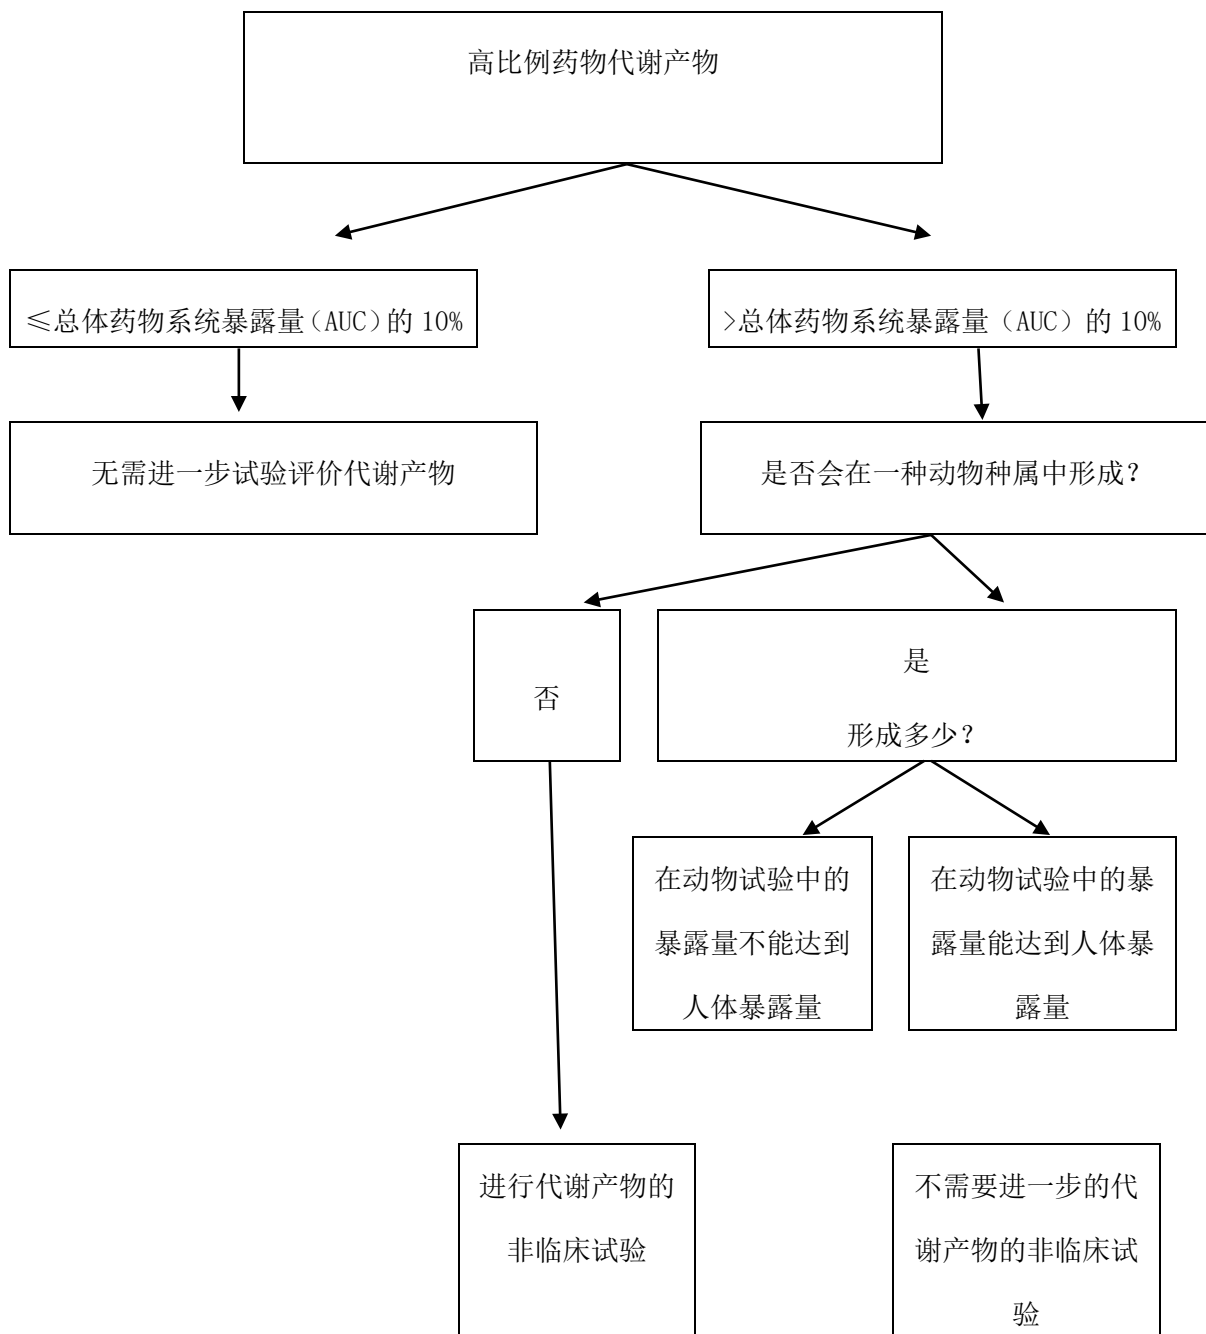 高比例药物代谢产物
≤总体药物系统暴露量（AUC）的 10%
>总体药物系统暴露量（AUC）的 10%
无需进一步试验评价代谢产物
是否会在一种动物种属中形成？
否
是
形成多少？
在动物试验中的
暴露量不能达到
人体暴露量
在动物试验中的暴
露量能达到人体暴
露量
进行代谢产物的
非临床试验
不需要进一步的代
谢产物的非临床试
验